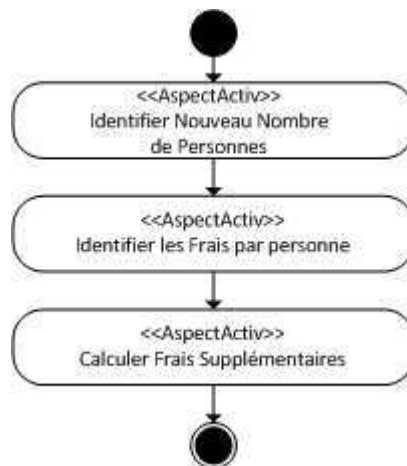 <<AspectActiv>>
Identifier Nouveau Nombre
de Personnes
<<AspectActiv>>
Identifier les Frais par personne
<<AspectActiv>>
Calculer Frais Supplémentaires